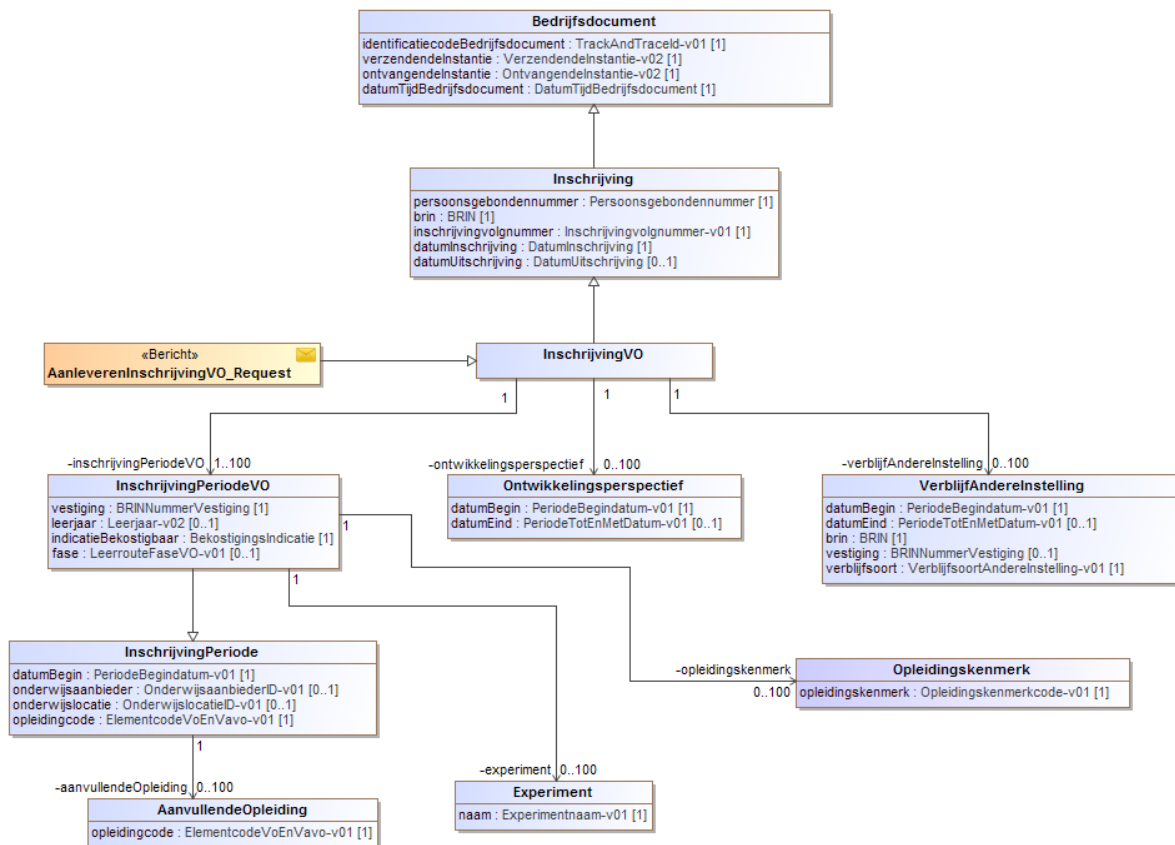 Bedrijfsdocument
identificatiecodeBedrijfsdocument : TrackAndTraceId-v01 [1]
verzendendeInstantie : VerzendendeInstantie-v02 [1]
ontvangendeInstantie : OntvangendeInstantie-v02 [1]
datumTijdBedrijfsdocument : DatumTijdBedrijfsdocument [1]
Inschrijving
persoonsgebondennummer : Persoonsgebondennummer [1]
brin : BRIN [1]
inschrijvingvolgnummer : Inschrijvingvolgnummer-v01 [1]
datumInschrijving : DatumInschrijving [1]
datumUitschrijving : DatumUitschrijving [0..1]
«Bericht»
AanleverenInschrijvingVO_Request
InschrijvingVO
1
1
1
-inschrijvingPeriodeVO 1..100
-ontwikkelingsperspectief 0..100
-verblijfAndereInstelling 0..100
InschrijvingPeriodeVO
vestiging : BRINNummerVestiging [1]
leerjaar : Leerjaar-v02 [0..1]
indicatieBekostigbaar : BekostigingsIndicatie [1]
fase : LeerrouteFaseVO-v01 [0..1]
Ontwikkelingsperspectief
datumBegin : PeriodeBegindatum-v01 [1]
datumEind : PeriodeTotEnMetDatum-v01 [0..1]
VerblijfAndereInstelling
datumBegin : PeriodeBegindatum-v01 [1]
datumEind : PeriodeTotEnMetDatum-v01 [0..1]
brin : BRIN [1]
vestiging : BRINNummerVestiging [0..1]
verblijfsoort : VerblijfsoortAndereInstelling-v01 [1]
1
1
InschrijvingPeriode
datumBegin : PeriodeBegindatum-v01 [1]
onderwijsaanbieder : OnderwijsaanbiederID-v01 [0..1]
onderwijslocatie : OnderwijslocatieID-v01 [0..1]
opleidingcode : ElementcodeVoEnVavo-v01 [1]
-opleidingskenmerk
0..100
Opleidingskenmerk
opleidingskenmerk : Opleidingskenmerkcode-v01 [1]
1
-aanvullendeOpleiding 0..100
-experiment 0..100
AanvullendeOpleiding
opleidingcode : ElementcodeVoEnVavo-v01 [1]
Experiment
naam : Experimentnaam-v01 [1]